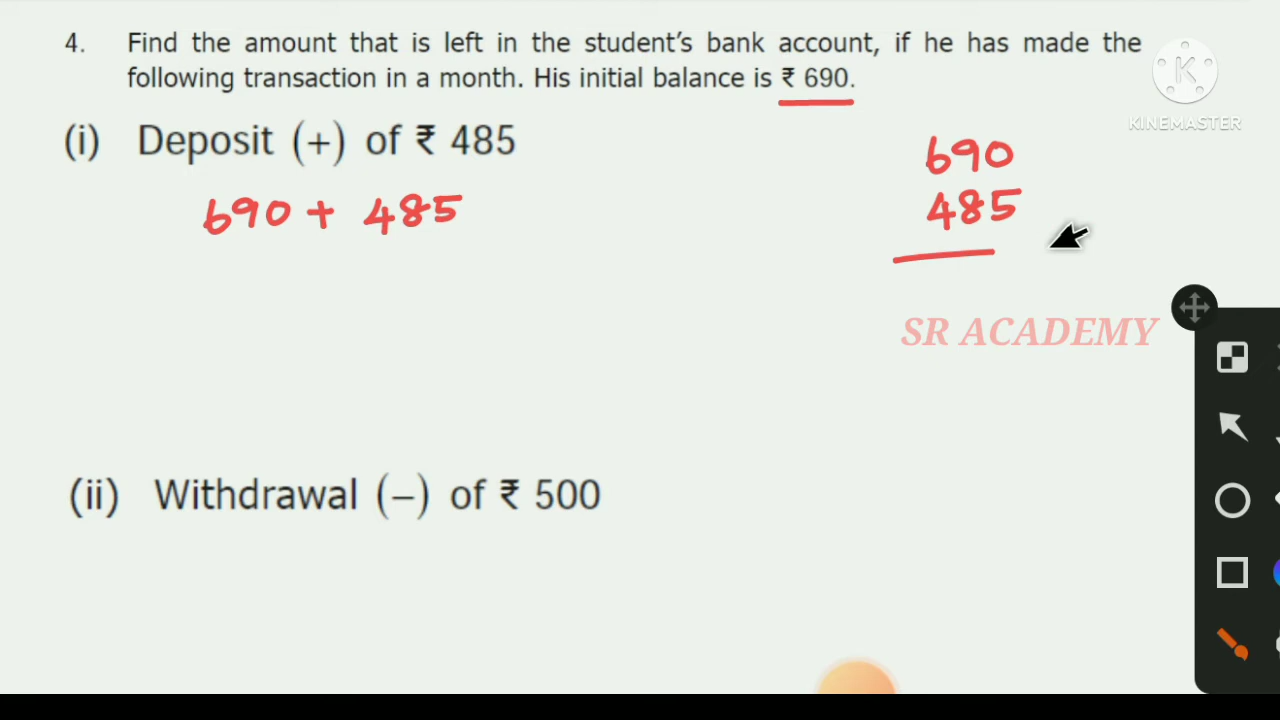 4. Find the amount that is left in the student's bank account, if he has made the
following transaction in a month. His initial balance is ₹ 690.
KINEMASTER
(i) Deposit (+) of ₹ 485
690
485
690 + 485
SR ACADEMY
(ii) Withdrawal (–) of ₹ 500